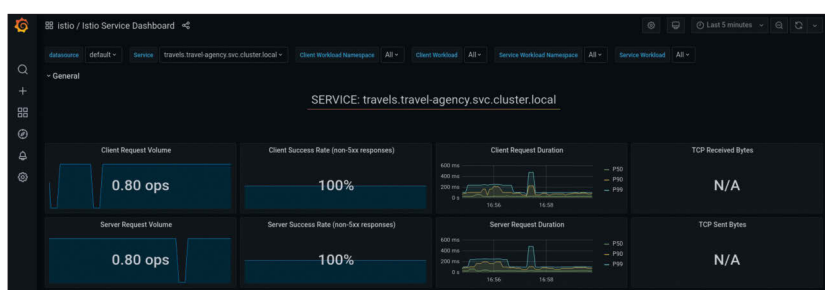 istio / Istio Service Dashboard
Last 5 minutes
datasource default Service travels.travel-agency.svc.cluster.local Client Workload Namespace All Client Workload All Service Workload Namespace All Service Workload All
General
SERVICE: travels.travel-agency.svc.cluster.local
Client Request Volume
0.80 ops
Client Success Rate (non-5xx responses)
100%
Client Request Duration
600 ms
400 ms
200 ms
0 s
16:56 16:58
P50
P90
P99
TCP Received Bytes
N/A
Server Request Volume
0.80 ops
Server Success Rate (non-5xx responses)
100%
Server Request Duration
600 ms
400 ms
200 ms
0 s
16:56 16:58
P50
P90
P99
TCP Sent Bytes
N/A